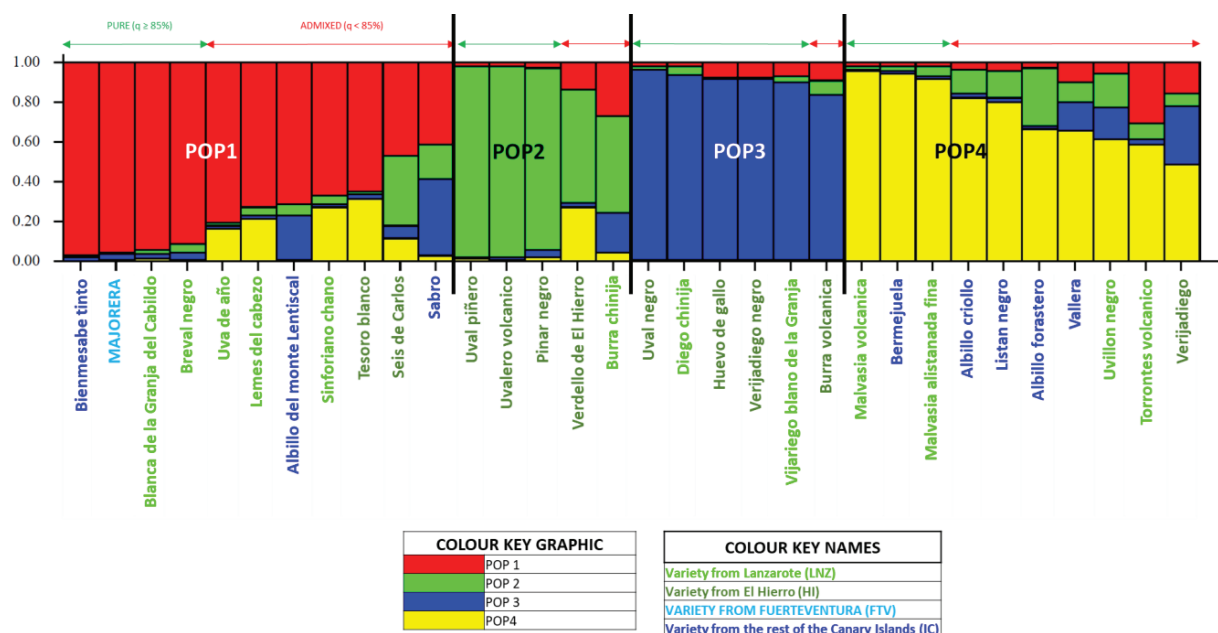 PURE (q ≥ 85%)
ADMIXED (q < 85%)
1.00
0.80
0.60
0.40
0.20
0.00
POP1
POP2
POP3
POP4
Bienmesabe tinto
MAJORERA
Blanca de la Granja del Cabildo
Breval negro
Uva de año
Lemes del cabezo
Albillo del monte Lentiscal
Sinforiano chano
Tesoro blanco
Seis de Carlos
Sabro
Uval piñero
Uvalero volcanico
Pinar negro
Verdello de El Hierro
Burra chinija
Uval negro
Diego chinija
Huevo de gallo
Verijadiego negro
Vijariego blano de la Granja
Burra volcanica
Malvasia volcanica
Bermejuela
Malvasia alistanada fina
Albillo criollo
Listan negro
Albillo forastero
Vallera
Uvillon negro
Torrontes volcanico
Verijadiego
COLOUR KEY GRAPHIC
POP 1
POP 2
POP 3
POP4
COLOUR KEY NAMES
Variety from Lanzarote (LNZ)
Variety from El Hierro (HI)
VARIETY FROM FUERTEVENTURA (FTV)
Variety from the rest of the Canary Islands (IC)